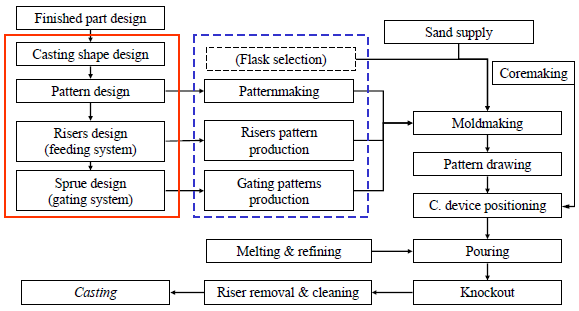 Finished part design
Sand supply
Casting shape design
(Flask selection)
Coremaking
Pattern design
Patternmaking
Moldmaking
Risers design
(feeding system)
Risers pattern
production
Pattern drawing
Sprue design
(gating system)
Gating patterns
production
C. device positioning
Melting & refining
Pouring
Casting
Riser removal & cleaning
Knockout